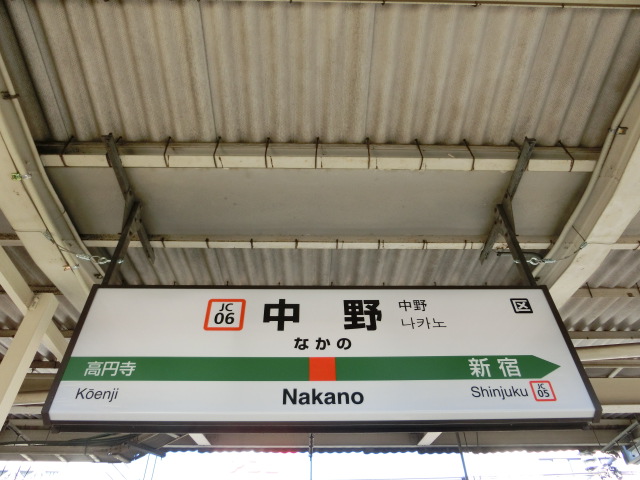 JC
06
中野
中野
나카노
区
なかの
高円寺
新宿
Kōenji
Nakano
Shinjuku
JC
05